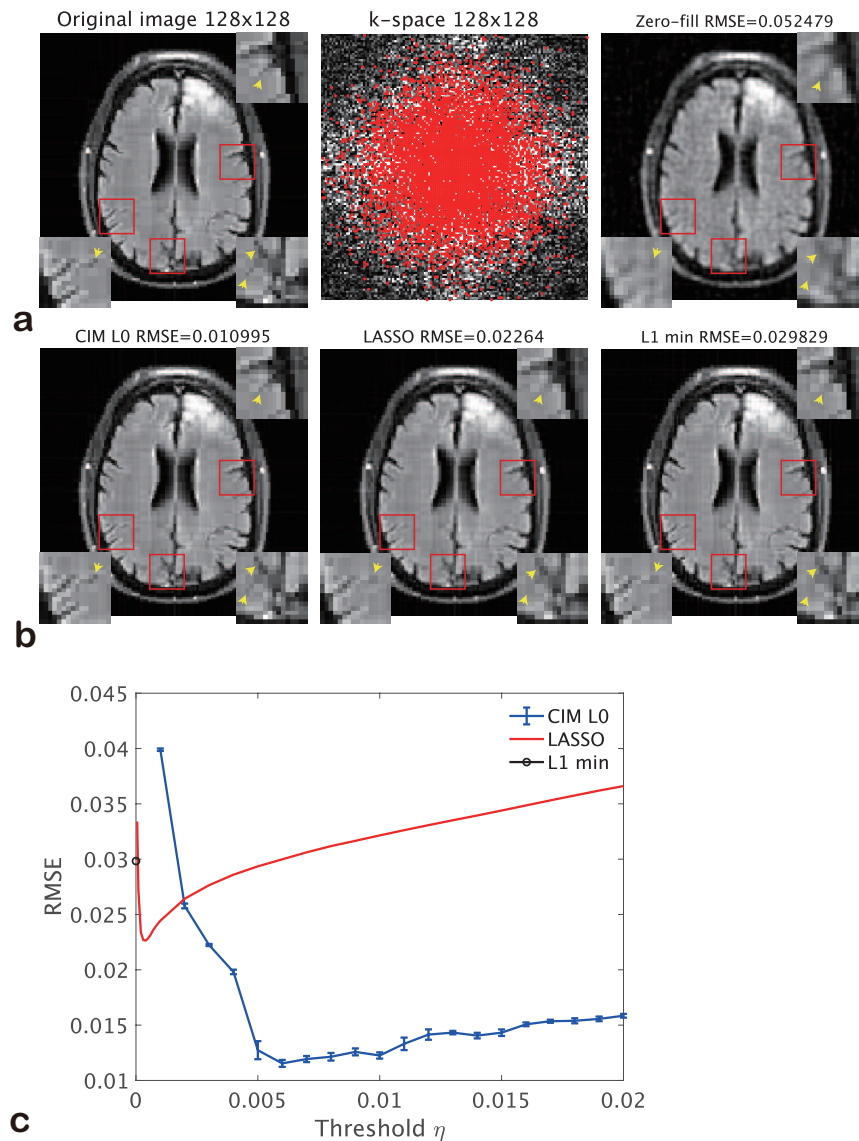 Original image 128x128
k-space 128x128
Zero-fill RMSE=0.052479
a
CIM L0 RMSE=0.010995
LASSO RMSE=0.02264
L1 min RMSE=0.029829
b
0.045
0.04
0.035
0.03
0.025
0.02
0.015
0.01
RMSE
CIM L0
LASSO
L1 min
0
0.005
0.01
0.015
0.02
Threshold η
c